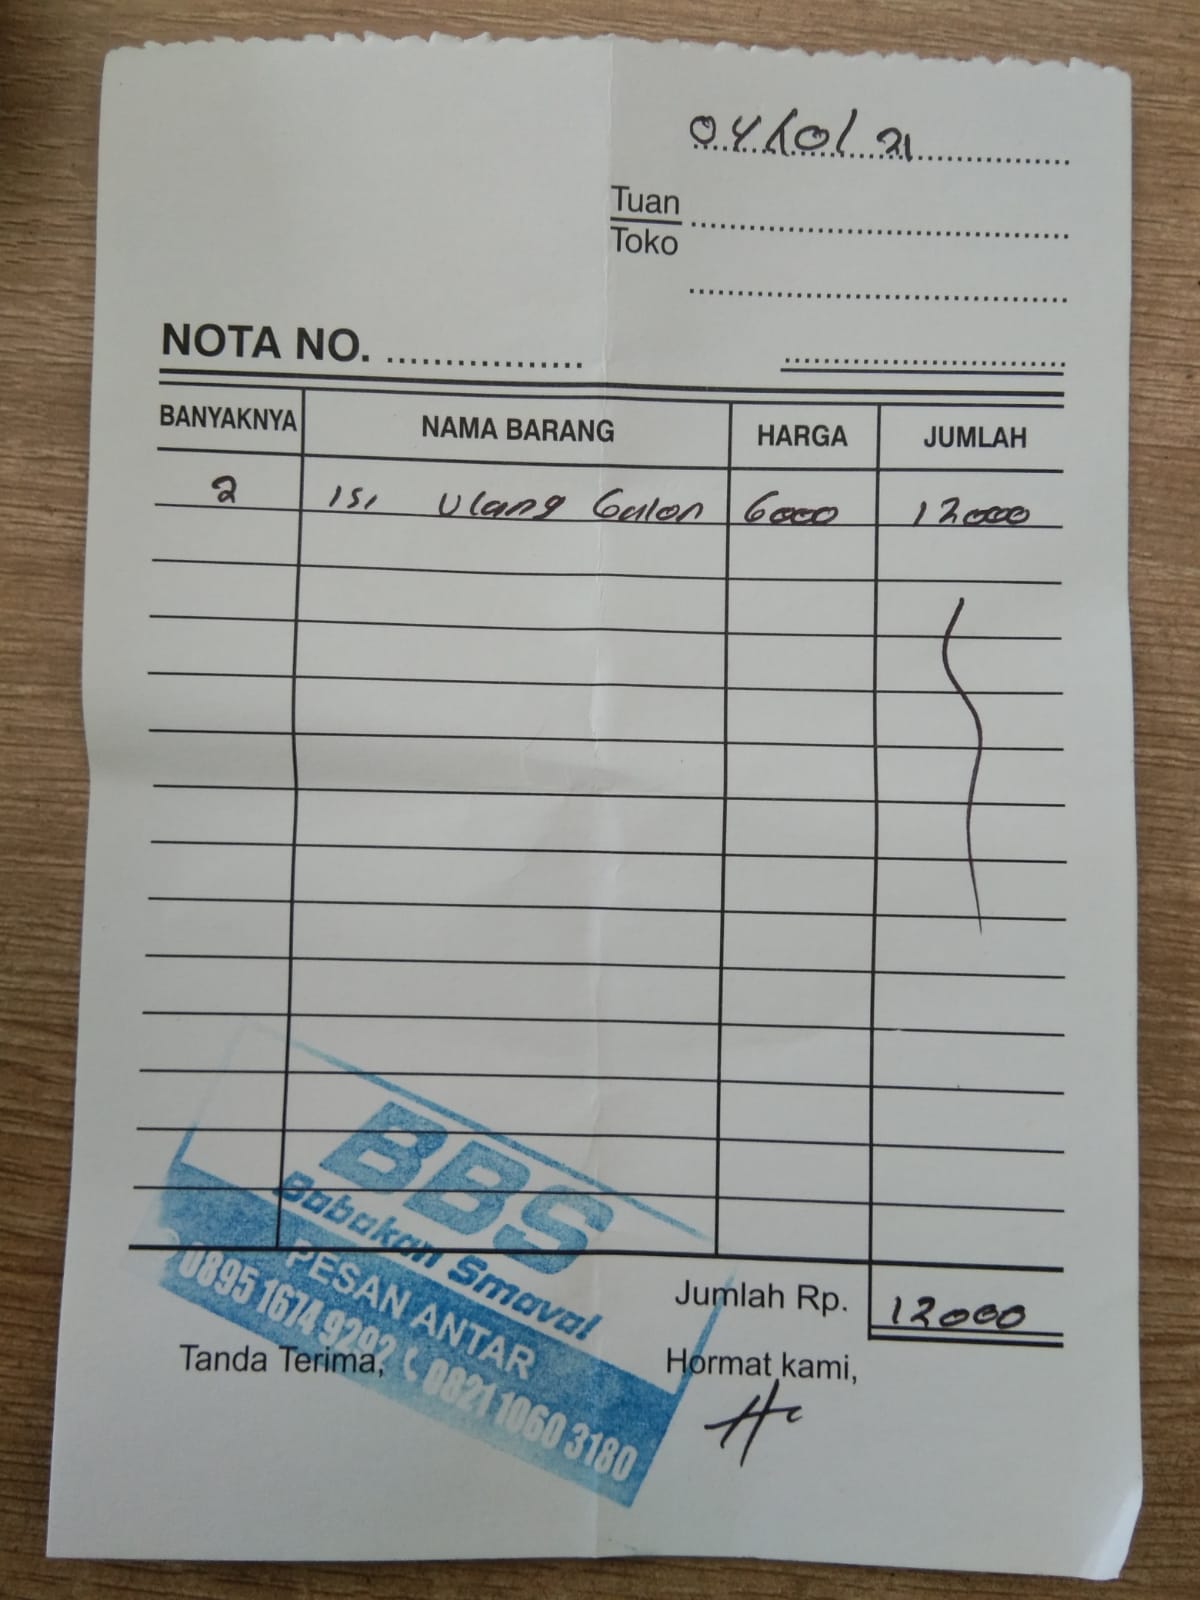 04/01/21
Tuan
Toko
NOTA NO.
BANYAKNYA NAMA BARANG HARGA JUMLAH
2 Isi Ulang Galon 6000 12000
BBS
Babakan Smaval
PESAN ANTAR
0895 1674 9292 0821 1060 3180
Jumlah Rp. 12000
Tanda Terima, Hormat kami,